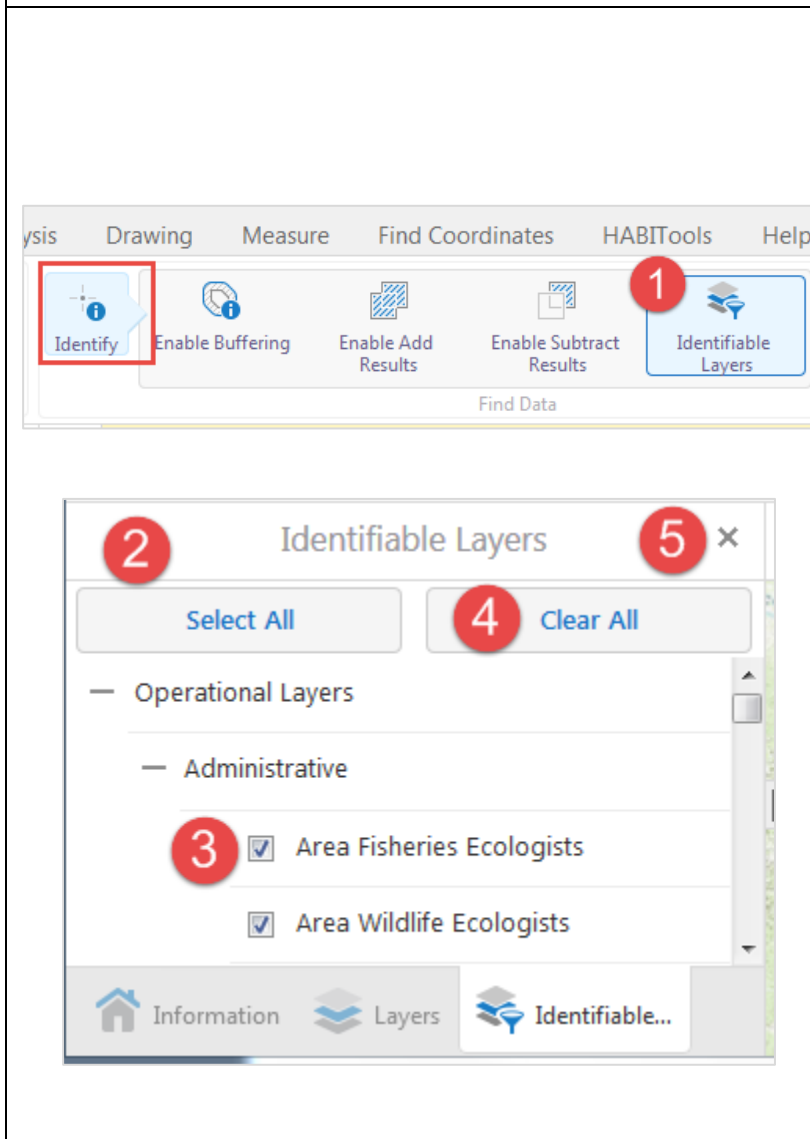 ysis Drawing Measure Find Coordinates HABITools Help
1
Identify Enable Buffering Enable Add Results Enable Subtract Results Identifiable Layers
Find Data
2 Identifiable Layers 5 ×
Select All 4 Clear All
Operational Layers
Administrative
3 Area Fisheries Ecologists
Area Wildlife Ecologists
Information Layers Identifiable...